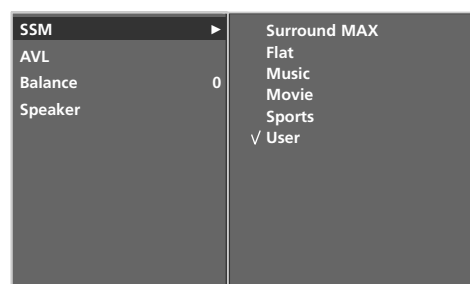 SSM ►
AVL
Balance 0
Speaker
Surround MAX
Flat
Music
Movie
Sports
√ User